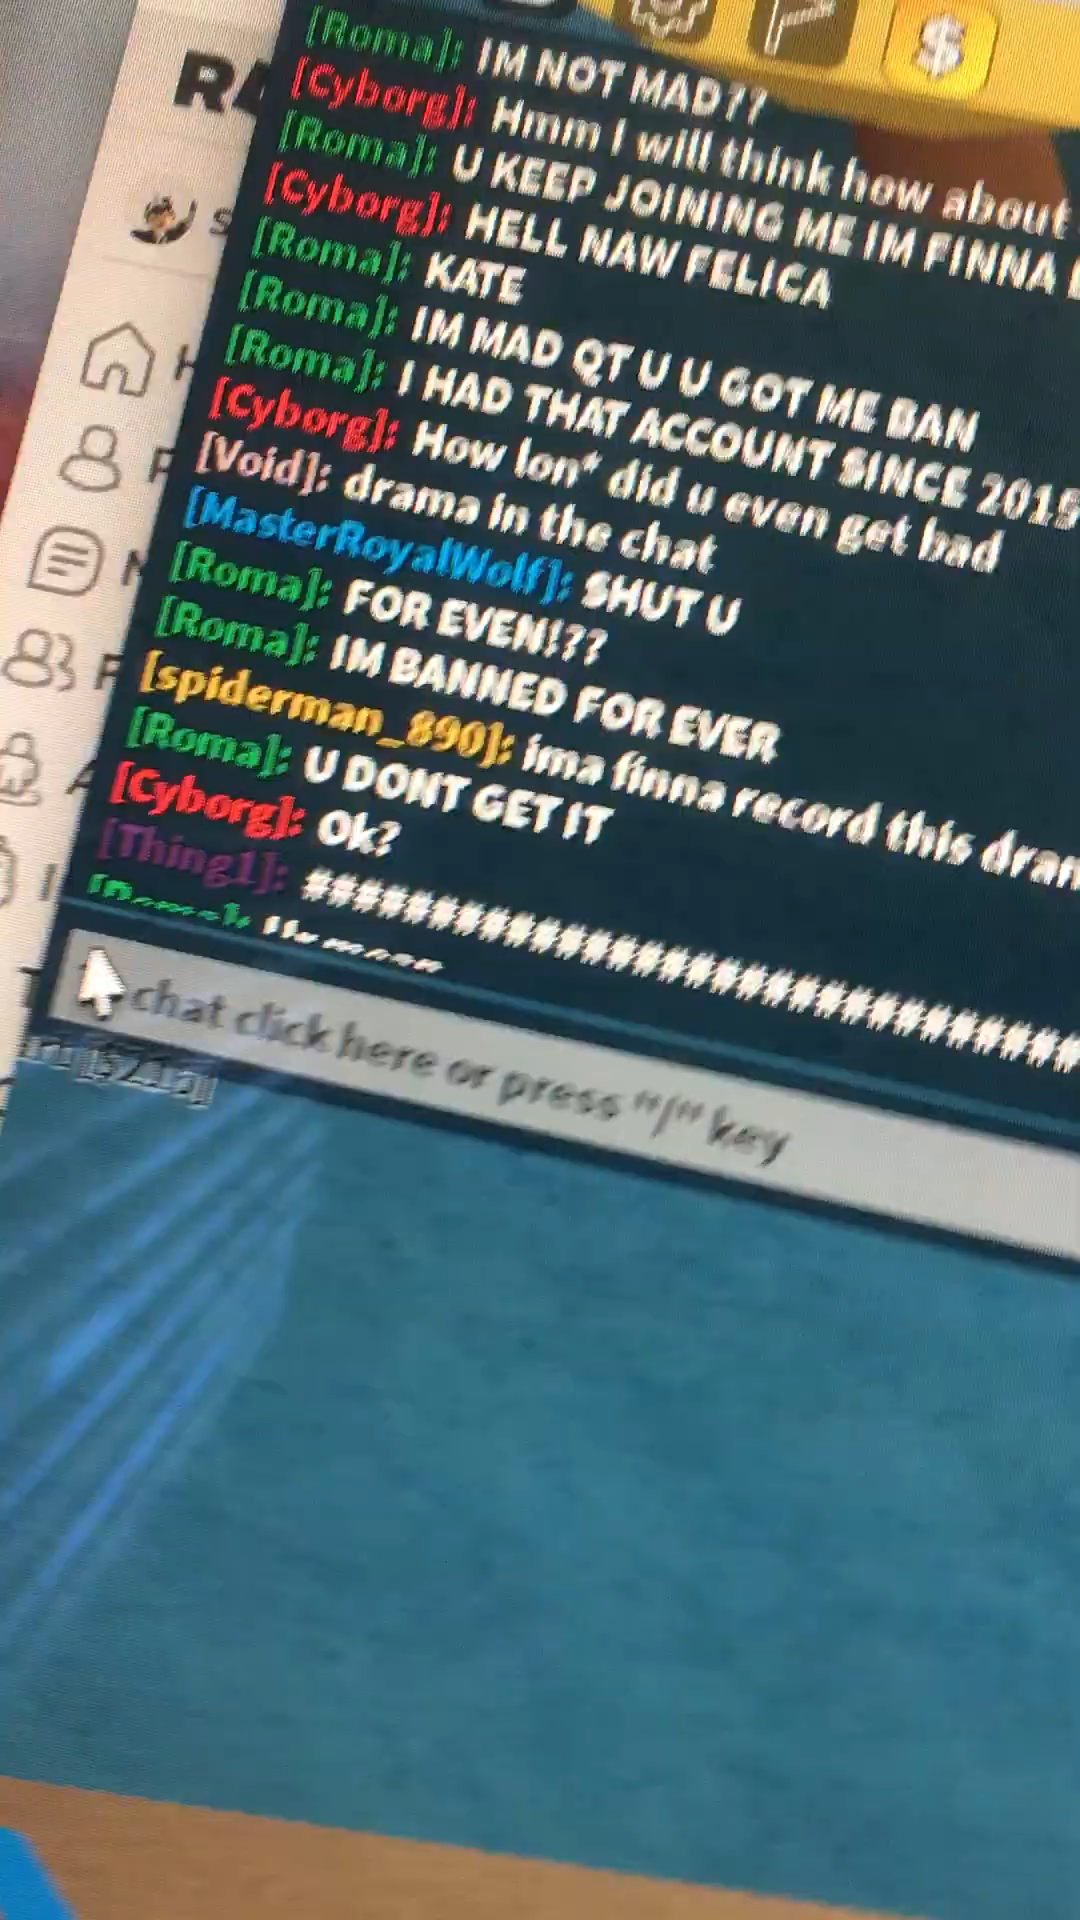 [Roma]: IM NOT MAD??
[Cyborg]: Hmm I will think how about
[Roma]: U KEEP JOINING ME IM FINNA
[Cyborg]: HELL NAW FELICA
[Roma]: KATE
[Roma]: IM MAD QT U U GOT ME BAN
[Roma]: I HAD THAT ACCOUNT SINCE 2015
[Cyborg]: How lon* did u even get bad
[Void]: drama in the chat
[MasterRoyalWolf]: SHUT U
[Roma]: FOR EVEN!??
[Roma]: IM BANNED FOR EVER
[spiderman_890]: ima finna record this dram
[Roma]: U DONT GET IT
[Cyborg]: Ok?
[Thing1]: ####################################
chat click here or press "/" key